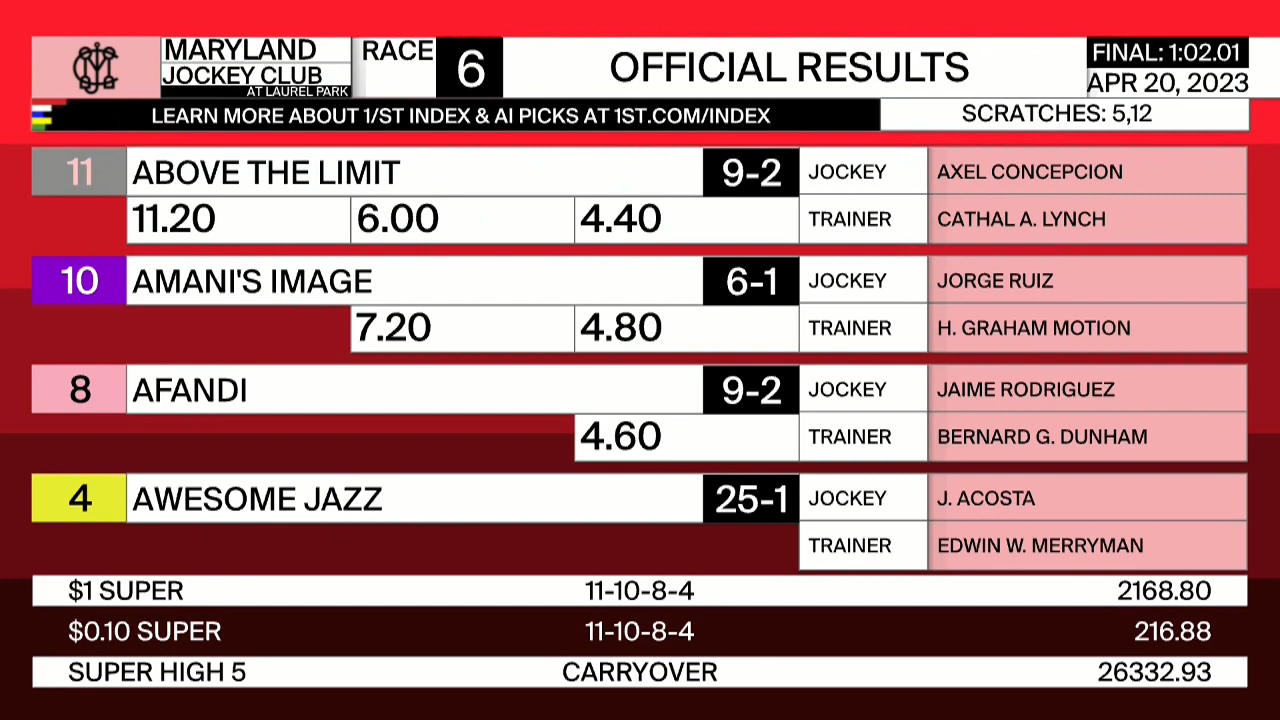 MARYLAND
JOCKEY CLUB
AT LAUREL PARK
RACE 6
OFFICIAL RESULTS
FINAL: 1:02.01
APR 20, 2023
LEARN MORE ABOUT 1/ST INDEX & AI PICKS AT 1ST.COM/INDEX
SCRATCHES: 5,12
11 ABOVE THE LIMIT 9-2 JOCKEY AXEL CONCEPCION
11.20 6.00 4.40 TRAINER CATHAL A. LYNCH
10 AMANI'S IMAGE 6-1 JOCKEY JORGE RUIZ
7.20 4.80 TRAINER H. GRAHAM MOTION
8 AFANDI 9-2 JOCKEY JAIME RODRIGUEZ
4.60 TRAINER BERNARD G. DUNHAM
4 AWESOME JAZZ 25-1 JOCKEY J. ACOSTA
TRAINER EDWIN W. MERRYMAN
$1 SUPER 11-10-8-4 2168.80
$0.10 SUPER 11-10-8-4 216.88
SUPER HIGH 5 CARRYOVER 26332.93